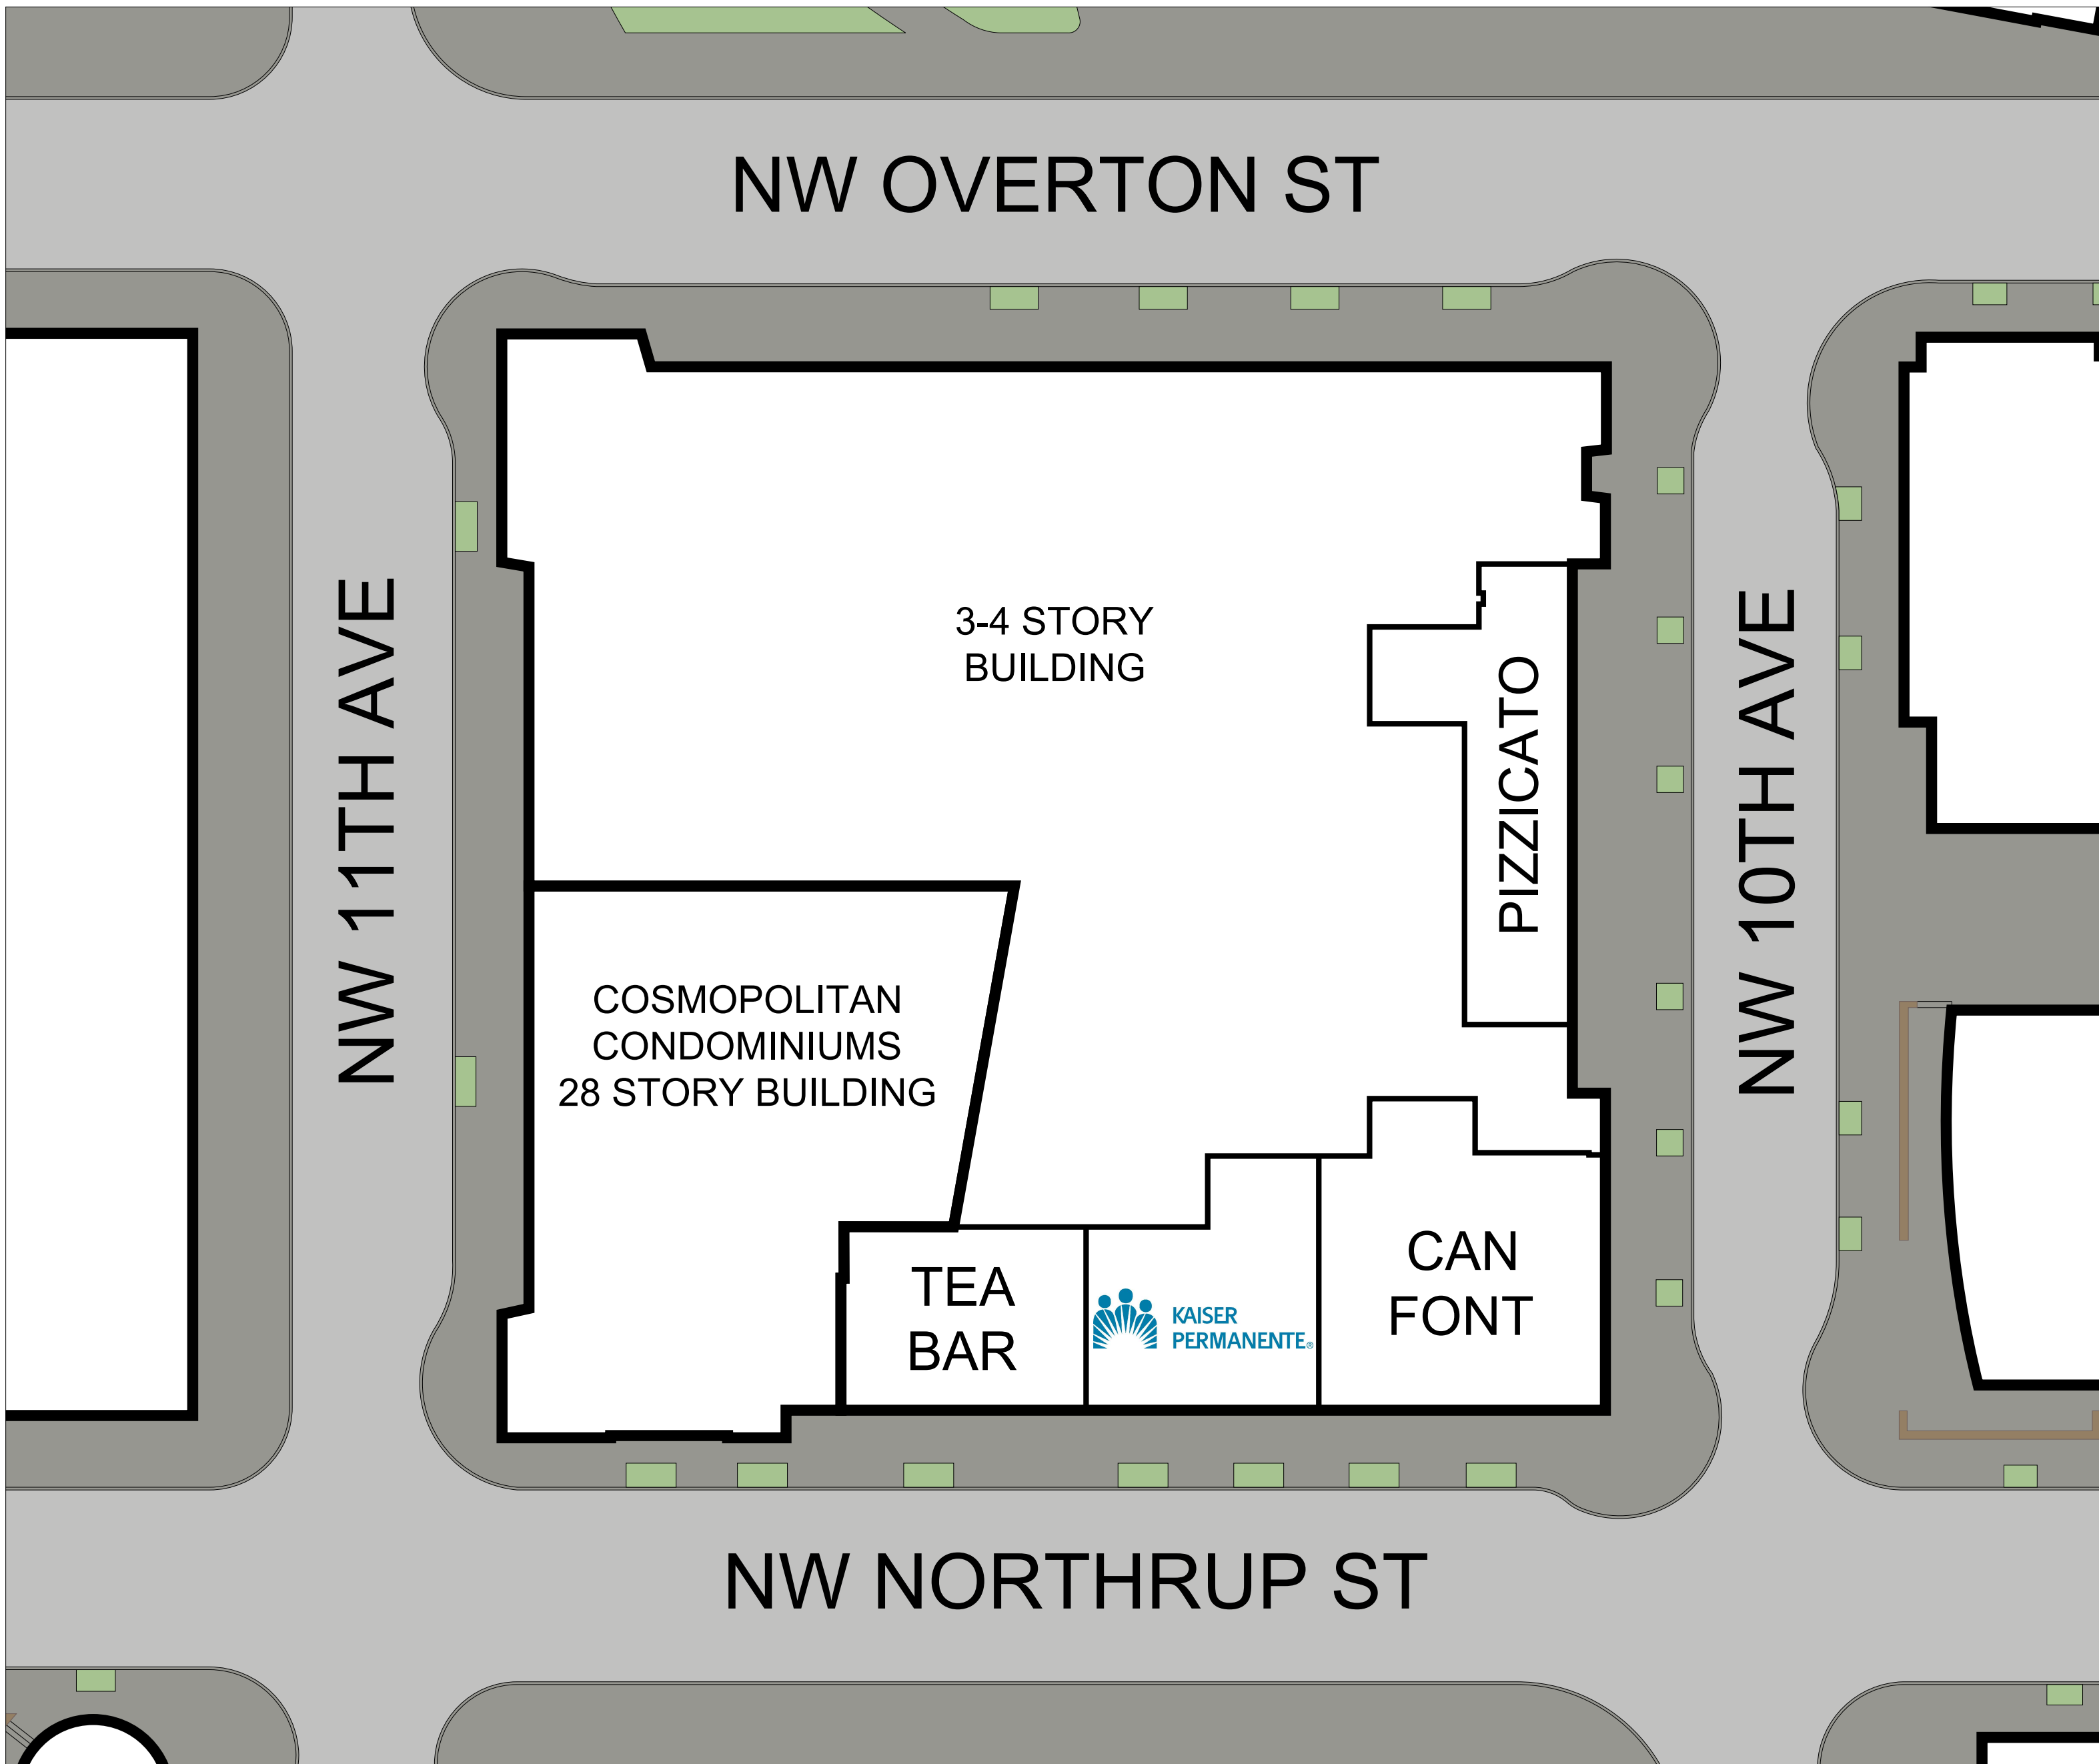 NW OVERTON ST
NW 11TH AVE
3-4 STORY
BUILDING
PIZZICATO
NW 10TH AVE
COSMOPOLITAN
CONDOMINIUMS
28 STORY BUILDING
TEA
BAR
KAISER
PERMANENTE®
CAN
FONT
NW NORTHRUP ST